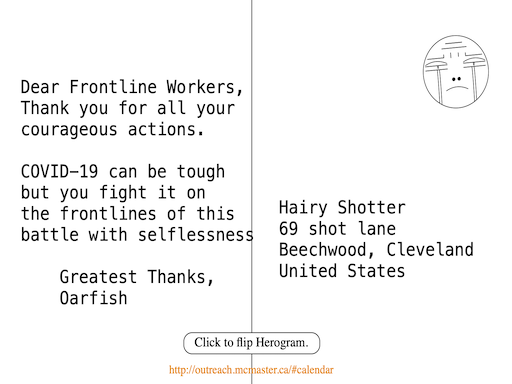 Dear Frontline Workers,
Thank you for all your
courageous actions.
COVID-19 can be tough
but you fight it on
the frontlines of this
battle with selflessness
Greatest Thanks,
Oarfish
Hairy Shotter
69 shot lane
Beechwood, Cleveland
United States
Click to flip Herogram.
http://outreach.mcmaster.ca/#calendar